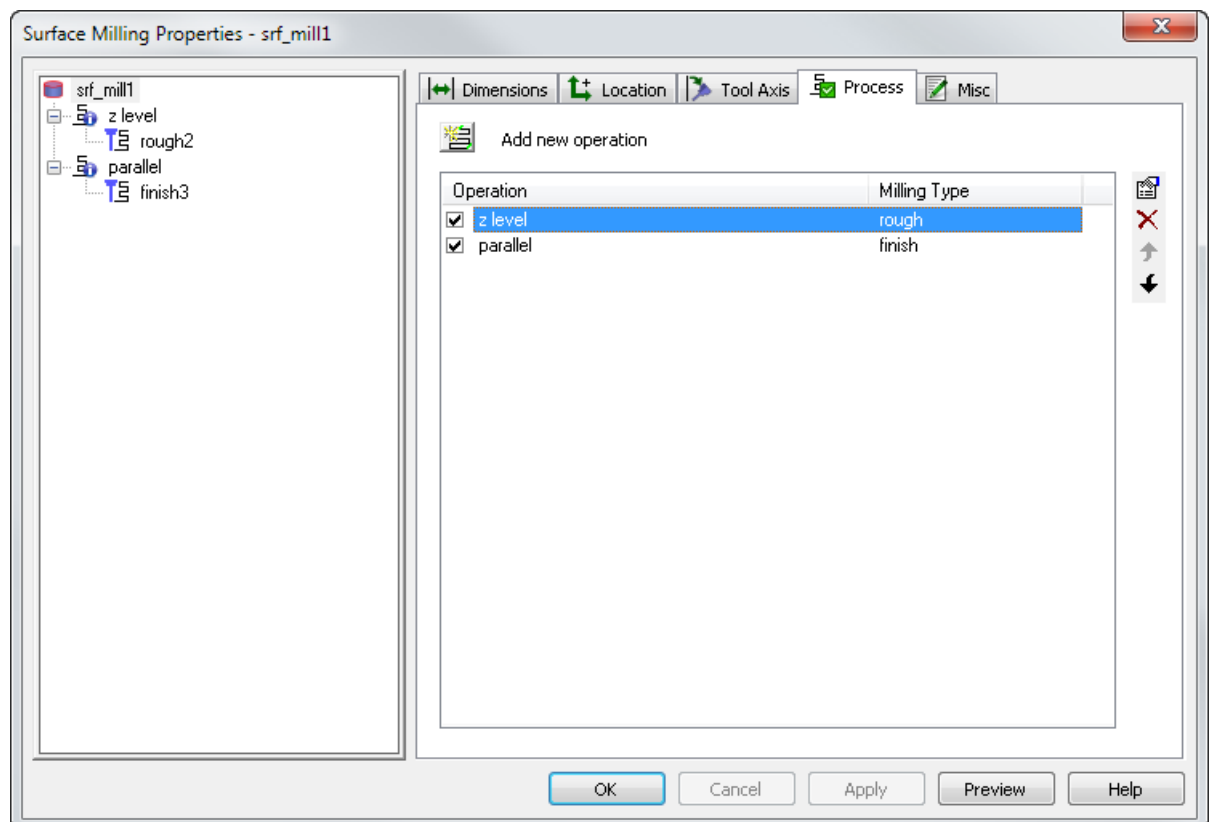 Surface Milling Properties - srf_mill1
srf_mill1
z level
rough2
parallel
finish3
Dimensions Location Tool Axis Process Misc
Add new operation
Operation Milling Type
z level rough
parallel finish
OK Cancel Apply Preview Help